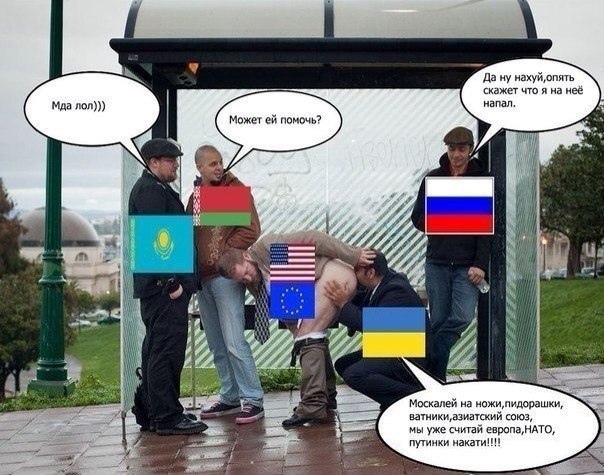 Мда лол)))
Может ей помочь?
Да ну нахуй,опять
скажет что я на неё
напал.
Москалей на ножи,пидорашки,
ватники,азиатский союз,
мы уже считай европа,НАТО,
путинки накати!!!!